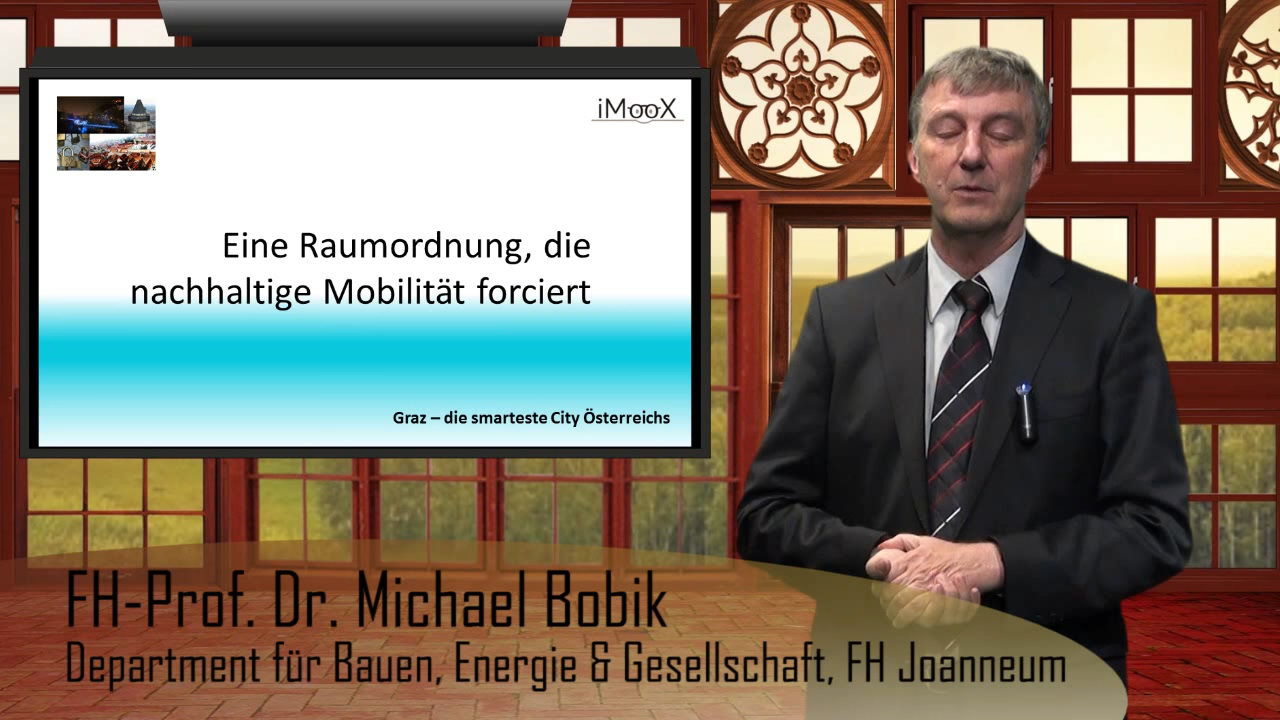 iMooX
Eine Raumordnung, die
nachhaltige Mobilität forciert
Graz – die smarteste City Österreichs
FH-Prof. Dr. Michael Bobik
Department für Bauen, Energie & Gesellschaft, FH Joanneum